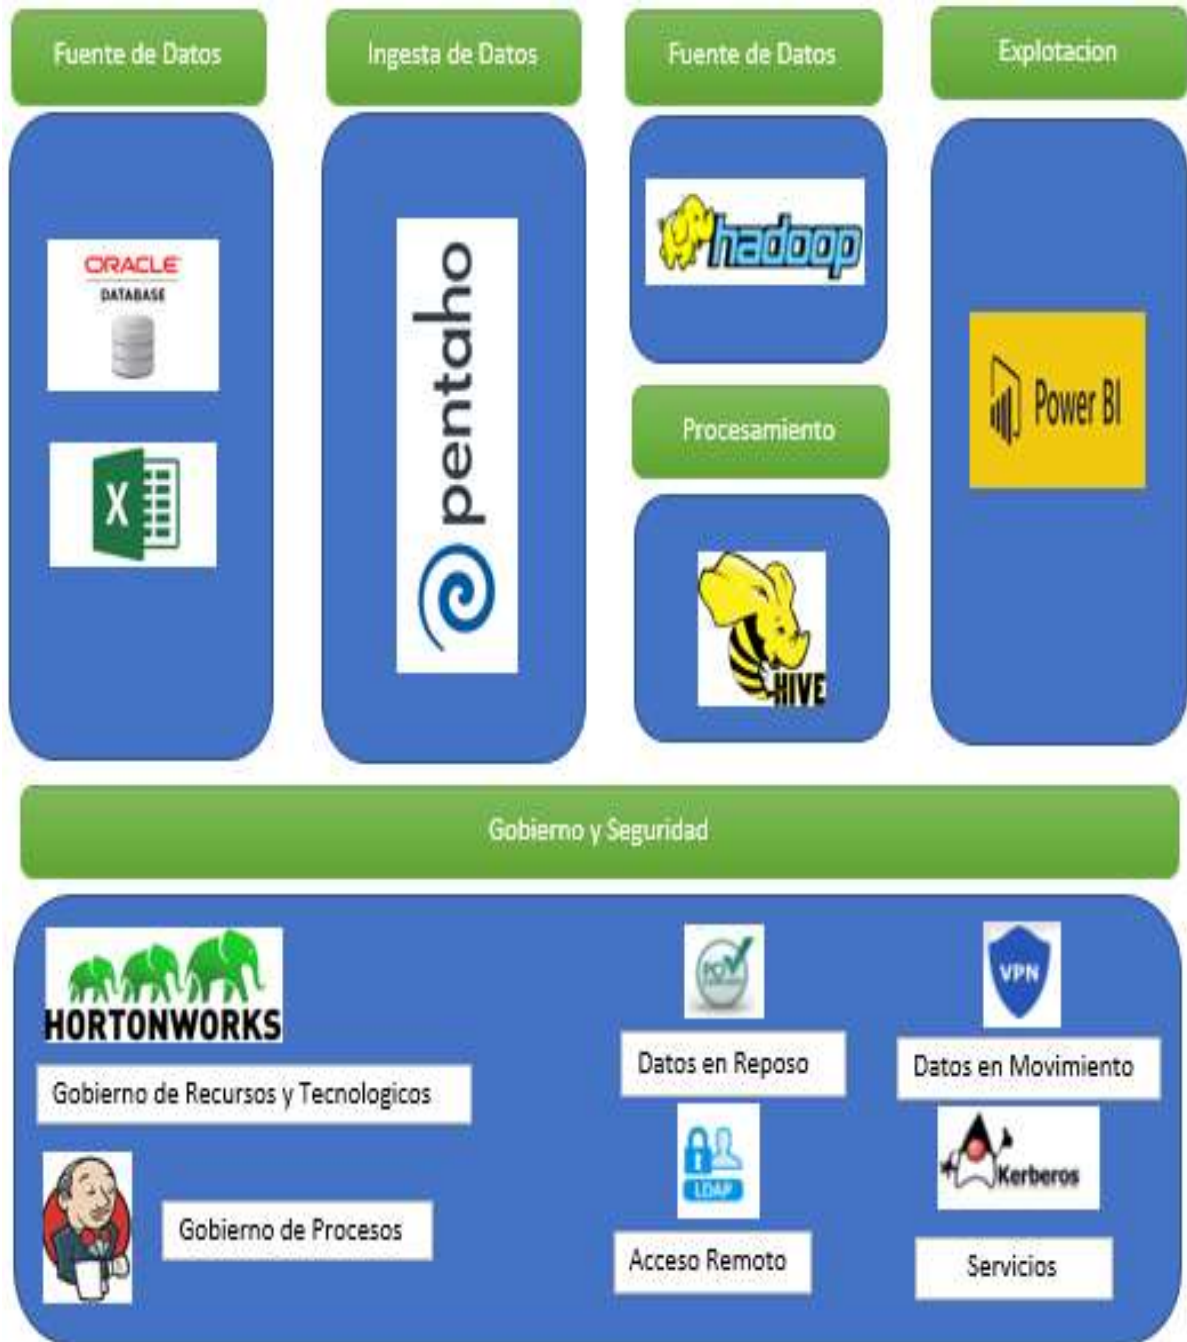 Fuente de Datos
Ingesta de Datos
Fuente de Datos
Explotacion
ORACLE
DATABASE
X
pentaho
hadoop
Procesamiento
HIVE
Power BI
Gobierno y Seguridad
HORTONWORKS
Gobierno de Recursos y Tecnologicos
Gobierno de Procesos
Datos en Reposo
VPN
Datos en Movimiento
LDAP
Acceso Remoto
Kerberos
Servicios